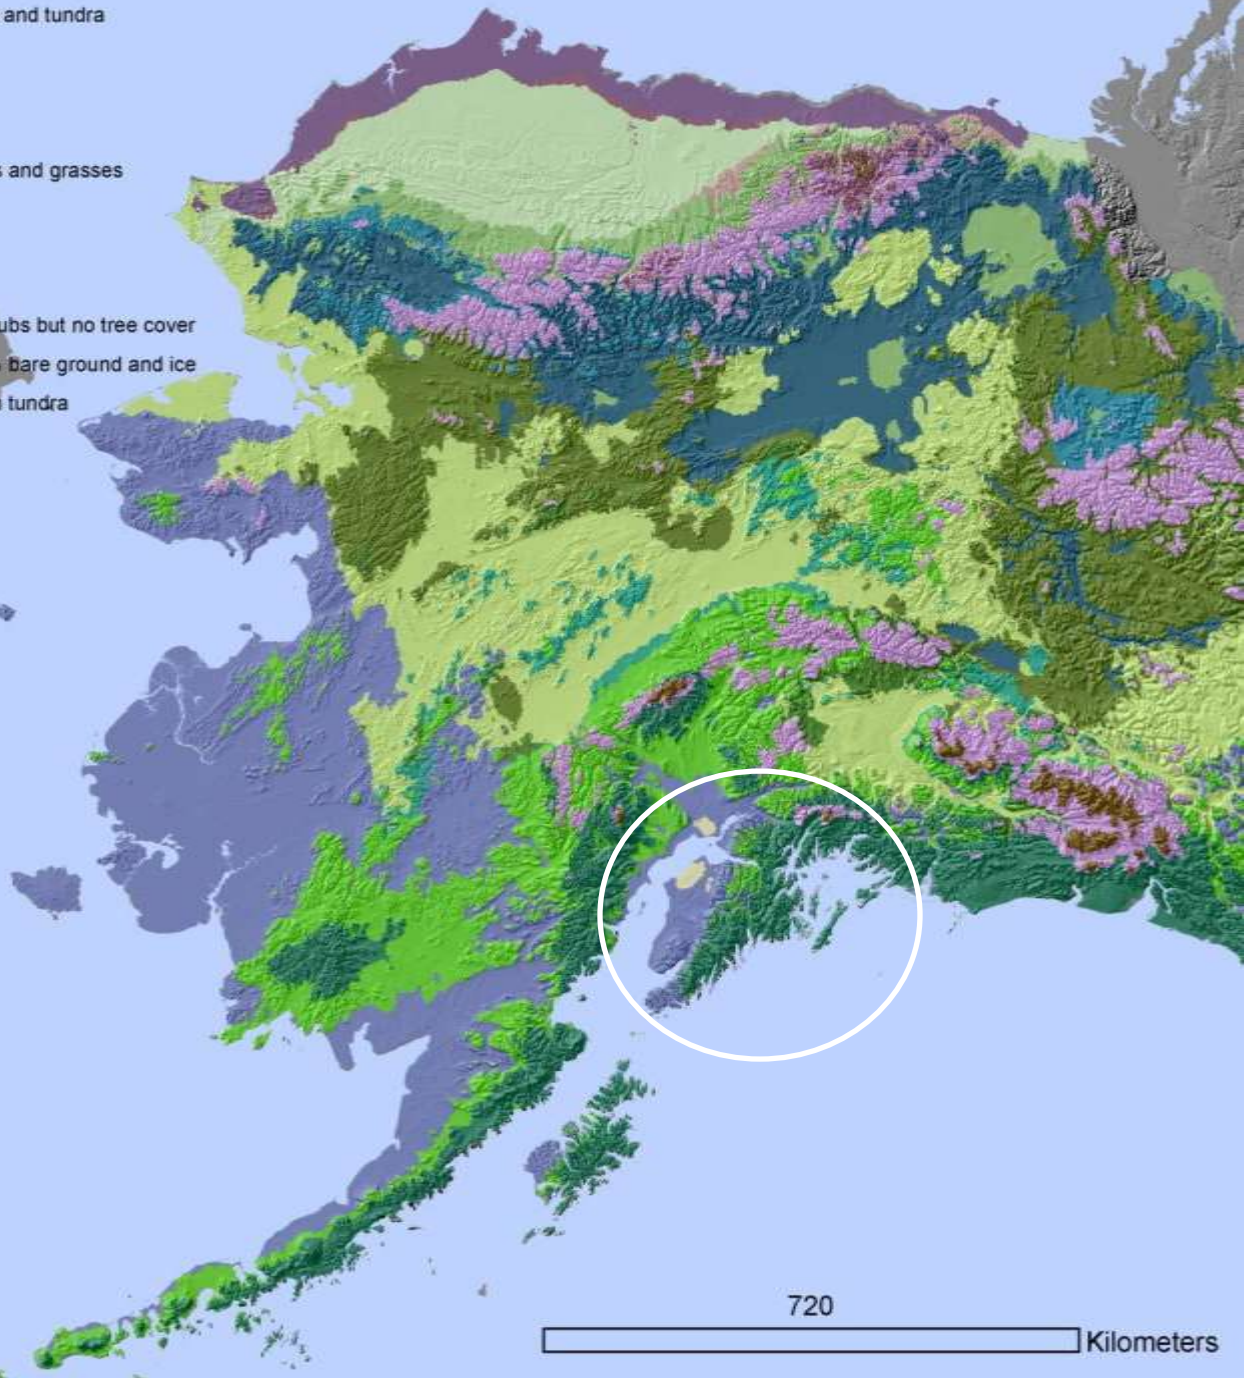 and tundra
and grasses
ubs but no tree cover
bare ground and ice
tundra
720
Kilometers